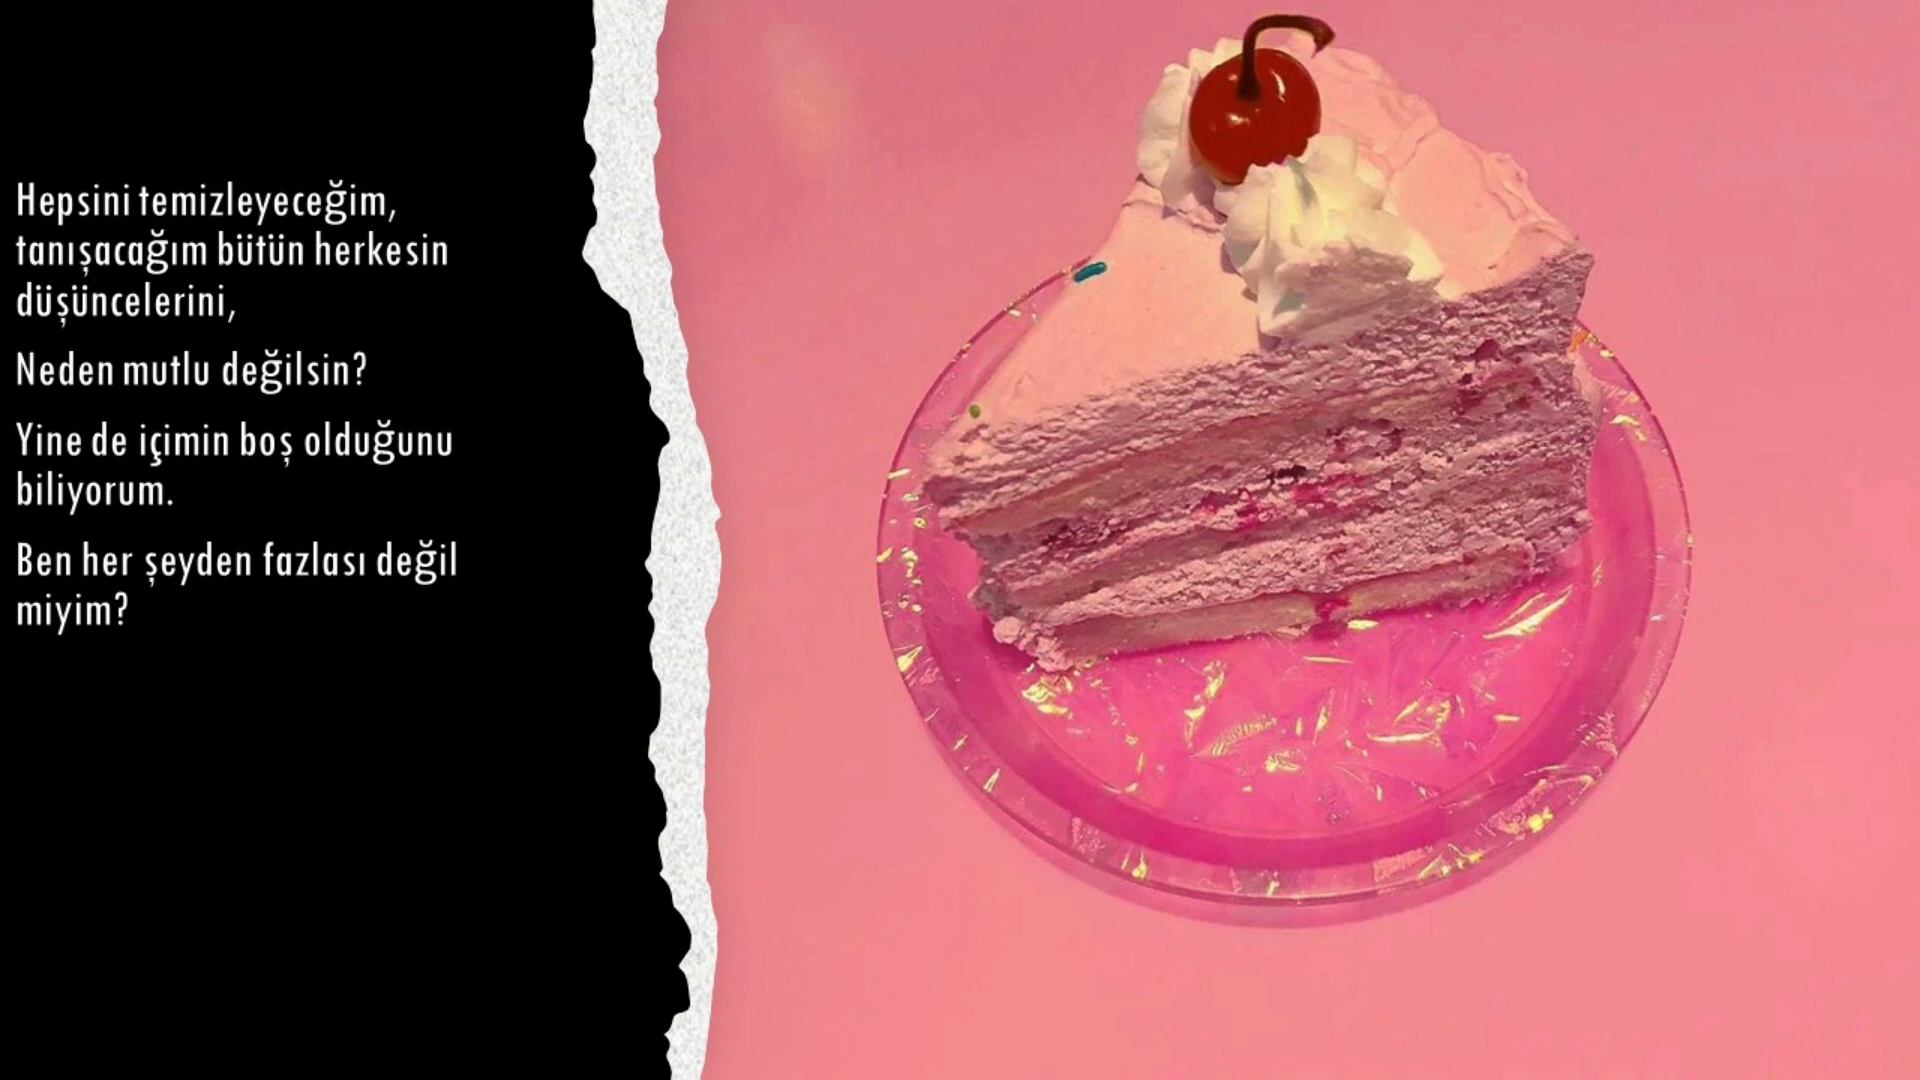 Hepsini temizleyeceğim,
tanışacağım bütün herkesin
düşüncelerini,
Neden mutlu değilsin?
Yine de içimin boş olduğunu
biliyorum.
Ben her şeyden fazlası değil
miyim?